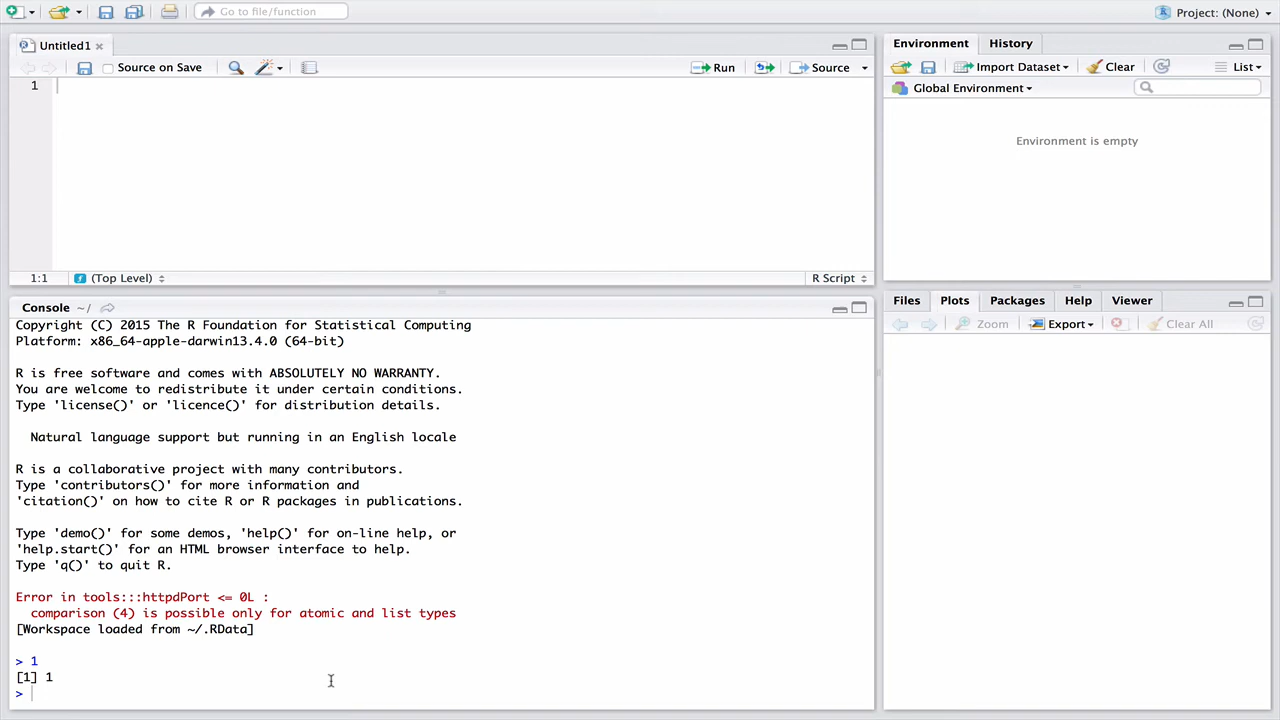 Go to file/function
Project: (None)
Untitled1
Source on Save
Run
Source
1
1:1
(Top Level)
R Script
Console ~/
Copyright (C) 2015 The R Foundation for Statistical Computing
Platform: x86_64-apple-darwin13.4.0 (64-bit)
R is free software and comes with ABSOLUTELY NO WARRANTY.
You are welcome to redistribute it under certain conditions.
Type 'license()' or 'licence()' for distribution details.
Natural language support but running in an English locale
R is a collaborative project with many contributors.
Type 'contributors()' for more information and
'citation()' on how to cite R or R packages in publications.
Type 'demo()' for some demos, 'help()' for on-line help, or
'help.start()' for an HTML browser interface to help.
Type 'q()' to quit R.
Error in tools:::httpdPort <= 0L :
comparison (4) is possible only for atomic and list types
[Workspace loaded from ~/.RData]
> 1
[1] 1
>
Environment
History
Import Dataset
Clear
List
Global Environment
Environment is empty
Files
Plots
Packages
Help
Viewer
Zoom
Export
Clear All